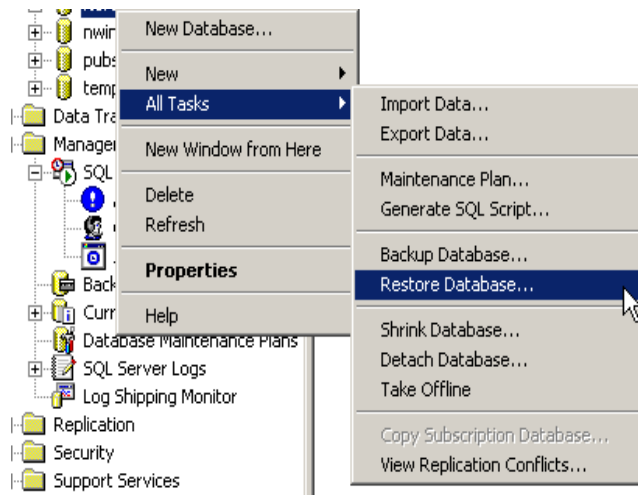 New Database...
New
All Tasks
New Window from Here
Delete
Refresh
Properties
Help
Import Data...
Export Data...
Maintenance Plan...
Generate SQL Script...
Backup Database...
Restore Database...
Shrink Database...
Detach Database...
Take Offline
Copy Subscription Database...
View Replication Conflicts...
nwin
pubs
temp
Data Tra
Manager
SQL
Back
Curr
Database Maintenance Plans
SQL Server Logs
Log Shipping Monitor
Replication
Security
Support Services